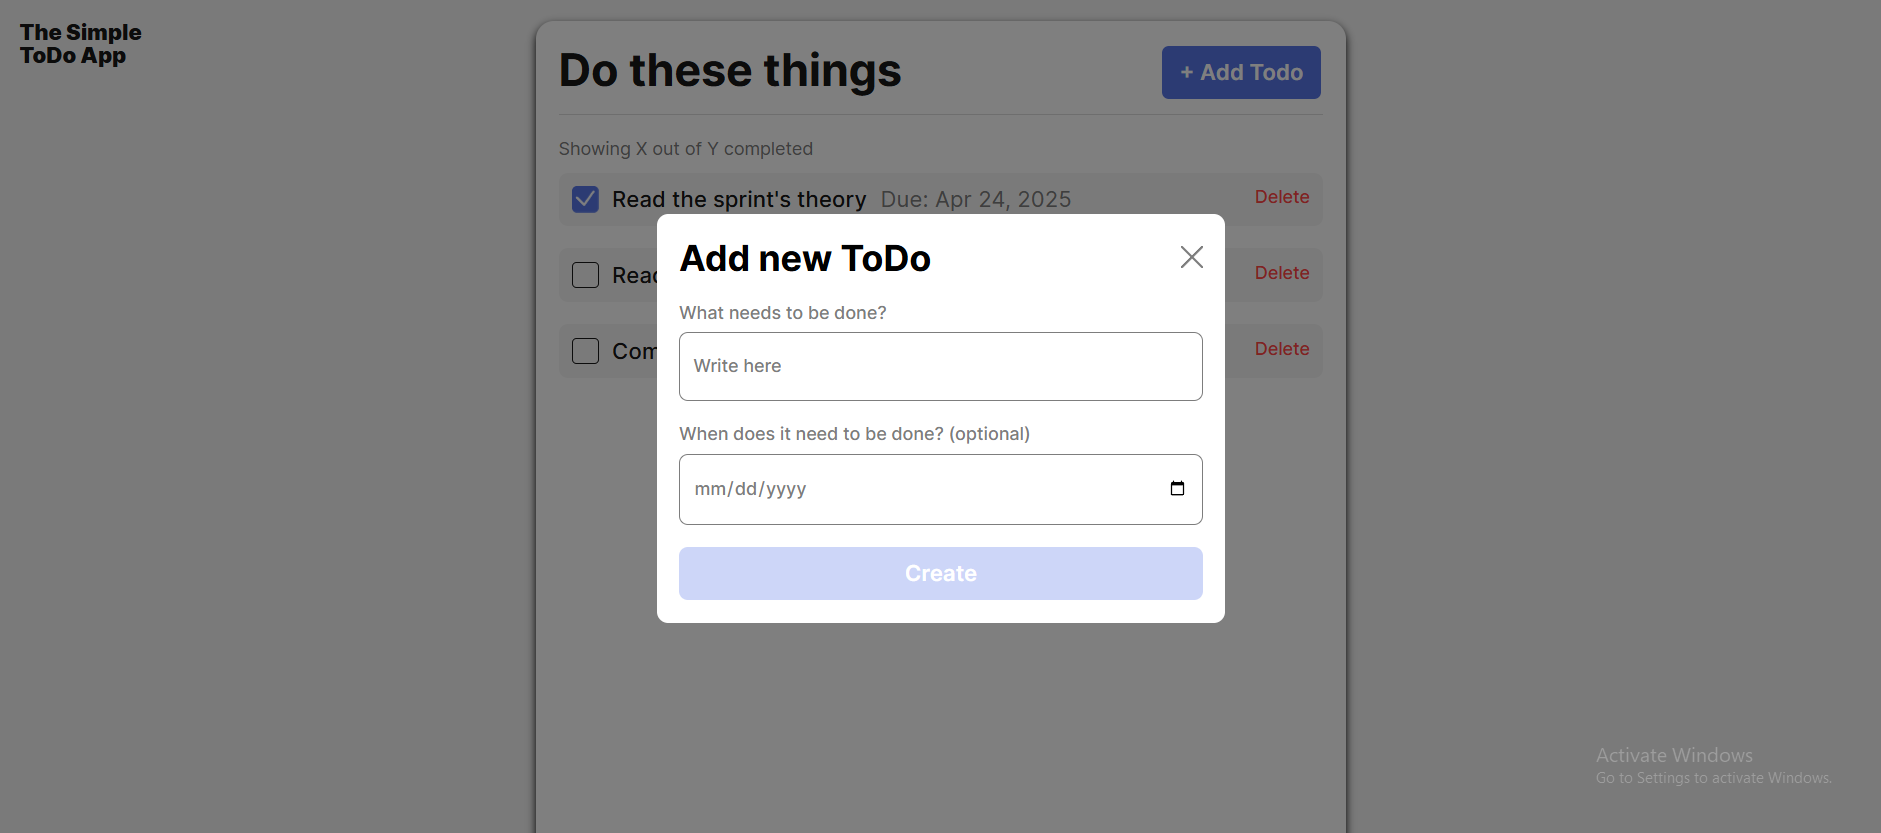 The Simple
ToDo App
Do these things
+ Add Todo
Showing X out of Y completed
Read the sprint's theory Due: Apr 24, 2025 Delete
Delete
Delete
Add new ToDo
What needs to be done?
Write here
When does it need to be done? (optional)
mm/dd/yyyy
Create
Activate Windows
Go to Settings to activate Windows.